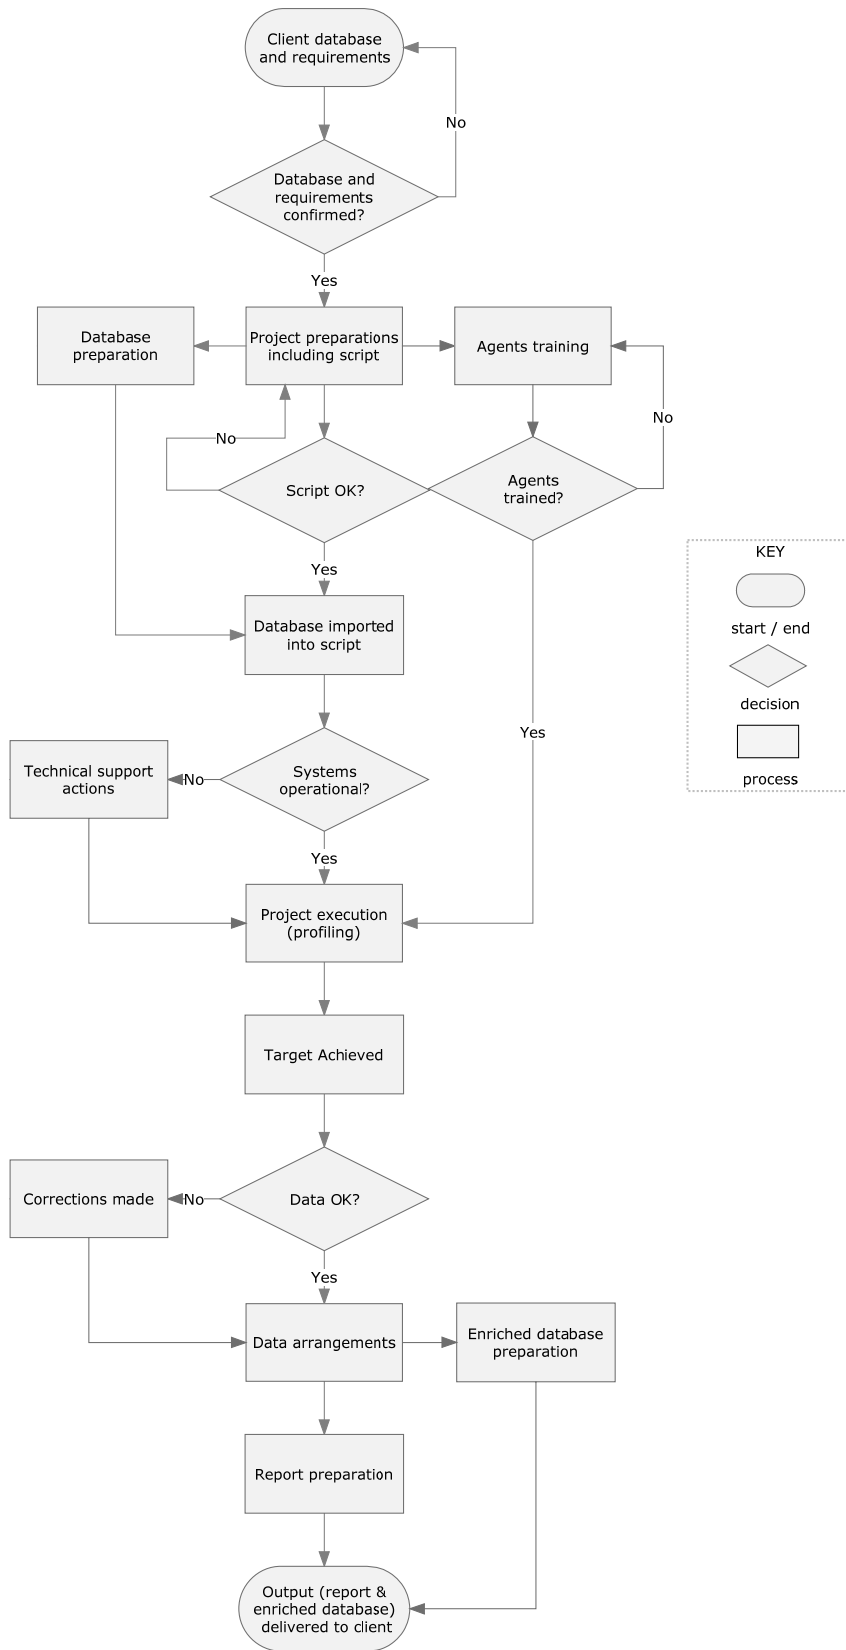 Client database
and requirements
No
Database and
requirements
confirmed?
Yes
Database
preparation
Project preparations
including script
Agents training
No
No
Script OK?
Agents
trained?
Yes
Database imported
into script
KEY
start / end
decision
process
Yes
Technical support
actions
No
Systems
operational?
Yes
Project execution
(profiling)
Target Achieved
Corrections made
No
Data OK?
Yes
Data arrangements
Enriched database
preparation
Report preparation
Output (report &
enriched database)
delivered to client